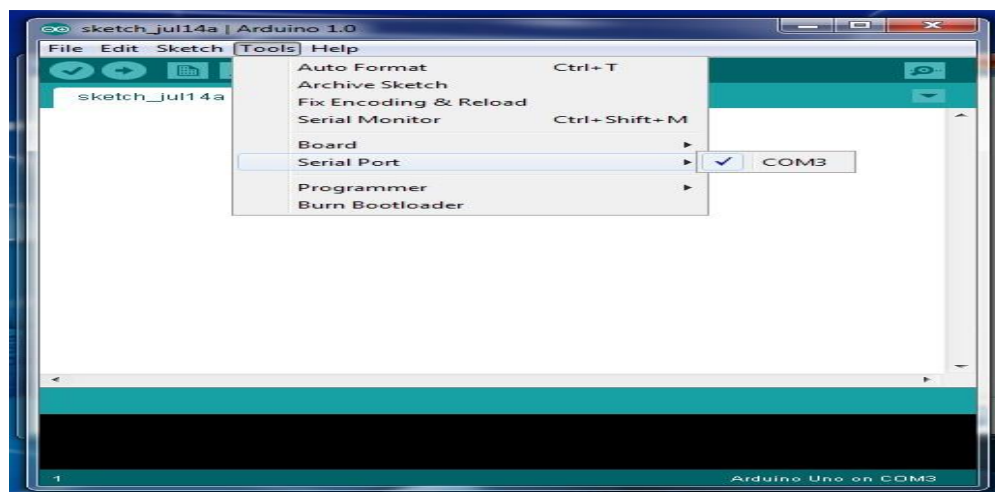 sketch_jul14a | Arduino 1.0
File Edit Sketch Tools Help
sketch_jul14a
Auto Format Ctrl+T
Archive Sketch
Fix Encoding & Reload
Serial Monitor Ctrl+Shift+M
Board
Serial Port
COM3
Programmer
Burn Bootloader
1
Arduino Uno on COM3